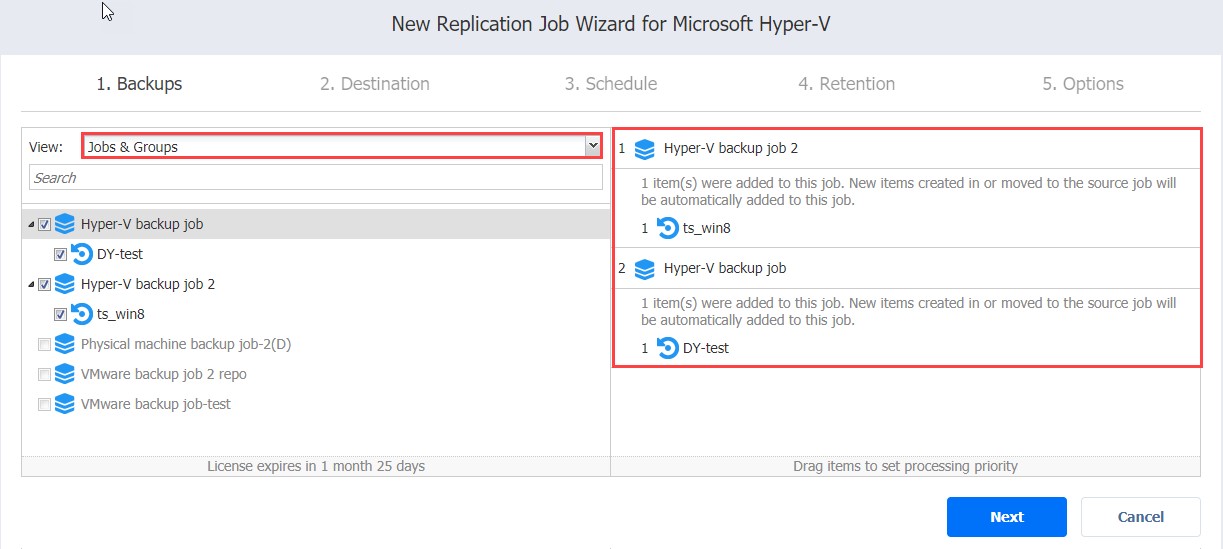 New Replication Job Wizard for Microsoft Hyper-V
1. Backups
2. Destination
3. Schedule
4. Retention
5. Options
View:
Jobs & Groups
Search
Hyper-V backup job
DY-test
Hyper-V backup job 2
ts_win8
Physical machine backup job-2(D)
VMware backup job 2 repo
VMware backup job-test
License expires in 1 month 25 days
1 Hyper-V backup job 2
1 item(s) were added to this job. New items created in or moved to the source job will
be automatically added to this job.
1 ts_win8
2 Hyper-V backup job
1 item(s) were added to this job. New items created in or moved to the source job will
be automatically added to this job.
1 DY-test
Drag items to set processing priority
Next
Cancel